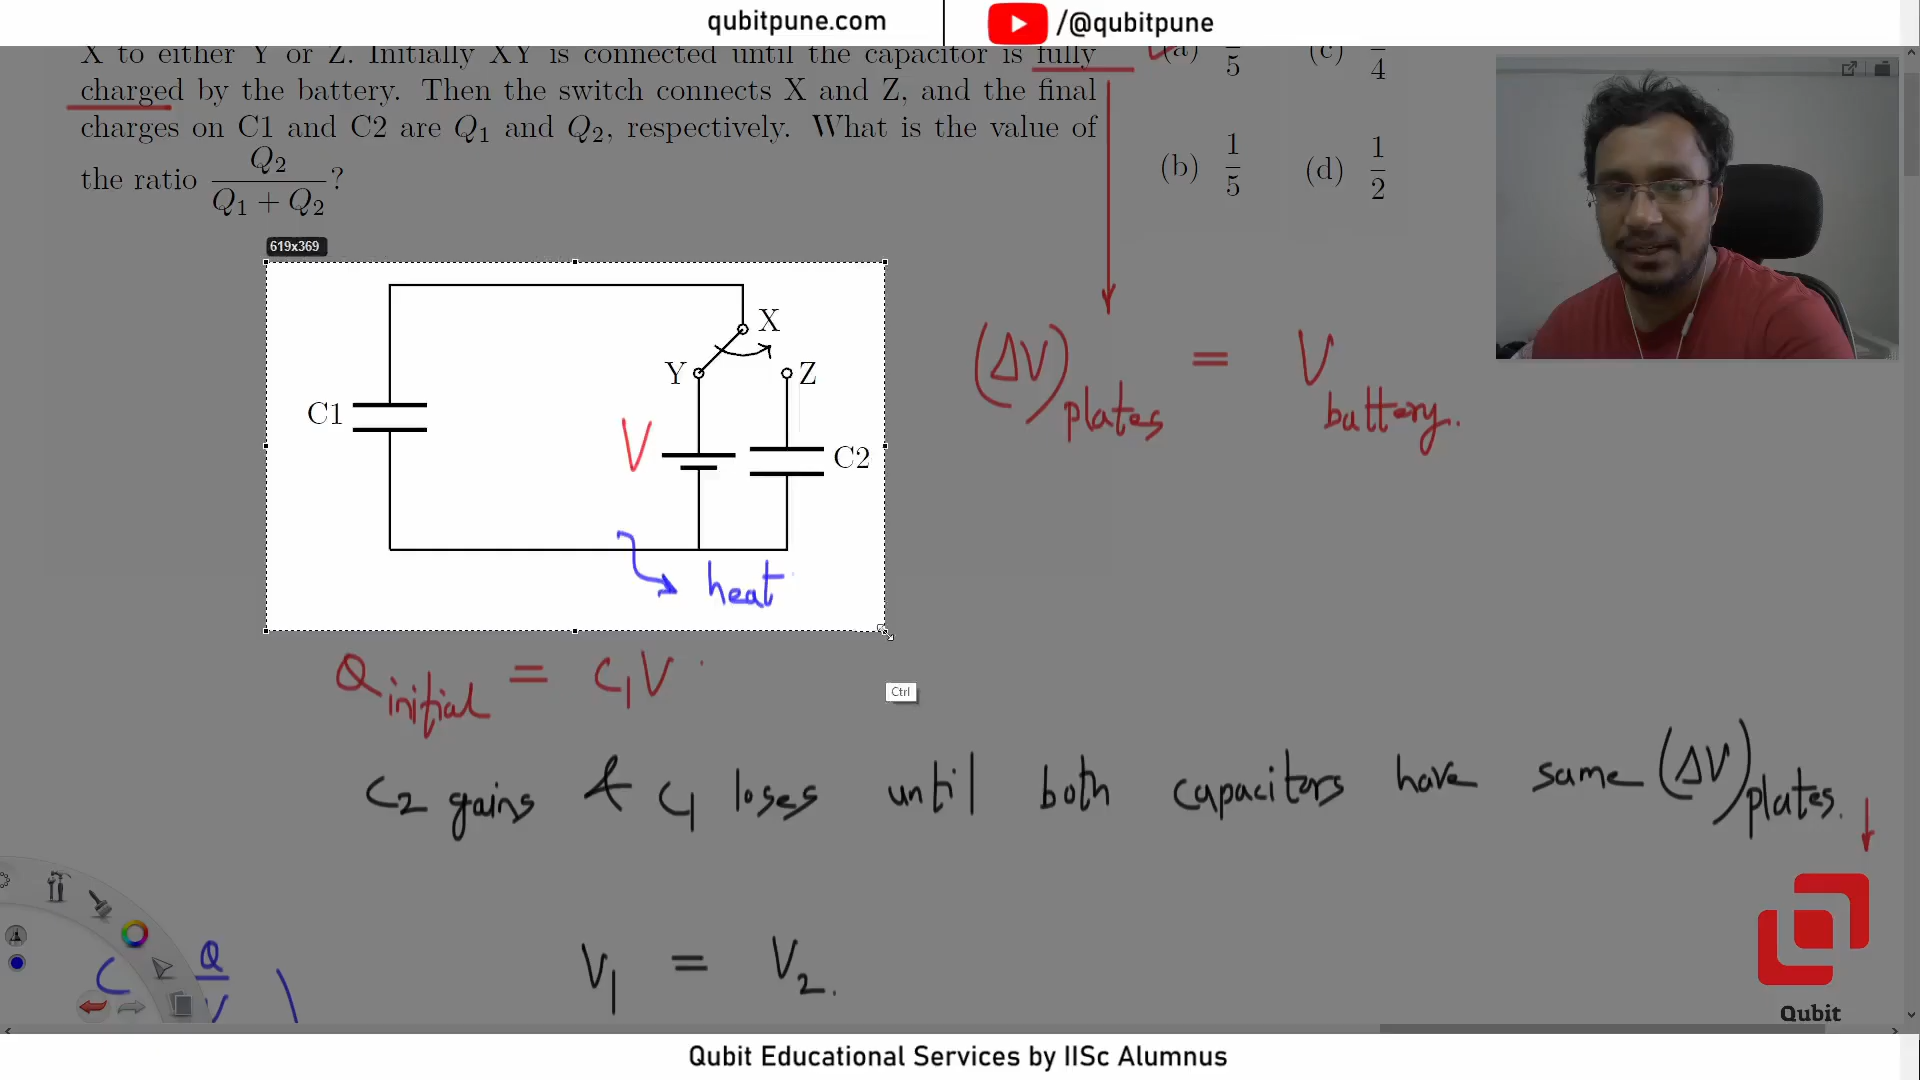 qubitpune.com /@qubitpune
X to either Y or Z. Initially XY is connected until the capacitor is fully
charged by the battery. Then the switch connects X and Z, and the final
charges on C1 and C2 are Q₁ and Q₂, respectively. What is the value of
the ratio Q₂/(Q₁ + Q₂)?
(a) /5 (c) /4
(b) 1/5 (d) 1/2
619x369
X
Y Z
C1
V
C2
heat
(ΔV)plates = V battery.
Q initial = C₁V
Ctrl
C₂ gains & C₁ loses until both capacitors have same (ΔV)plates.
V₁ = V₂.
Q/V
Qubit
Qubit Educational Services by IISc Alumnus